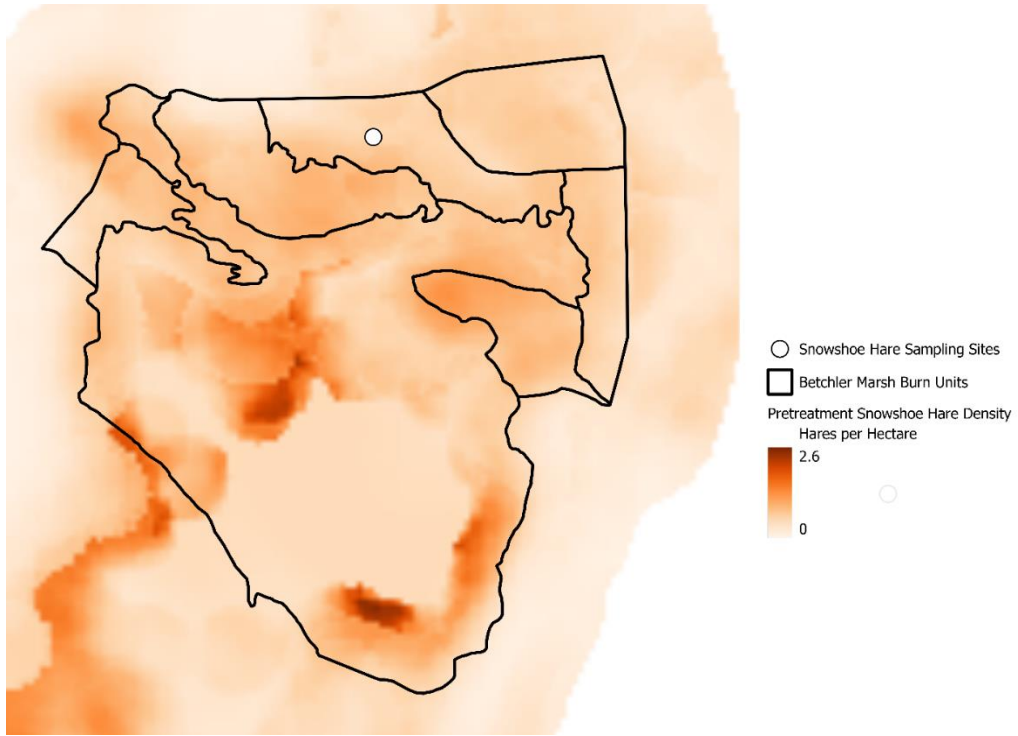 Snowshoe Hare Sampling Sites
Betchler Marsh Burn Units
Pretreatment Snowshoe Hare Density
Hares per Hectare
2.6
0